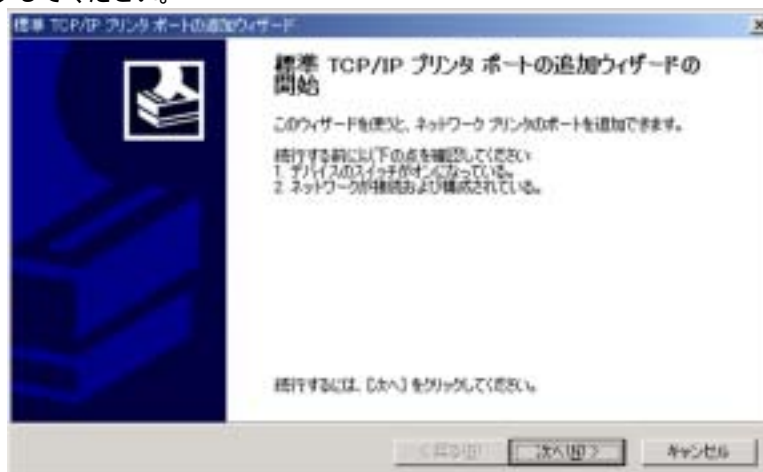 してください。
標準 TCP/IP プリンタ ポートの追加ウィザード
標準 TCP/IP プリンタ ポートの追加ウィザードの
開始
このウィザードを使うと、ネットワーク プリンタのポートを追加できます。
続行する前に以下の点を確認してください:
1. デバイスのスイッチがオンになっている。
2. ネットワークが接続および構成されている。
続行するには、[次へ] をクリックしてください。
< 戻る(B)
次へ(N) >
キャンセル